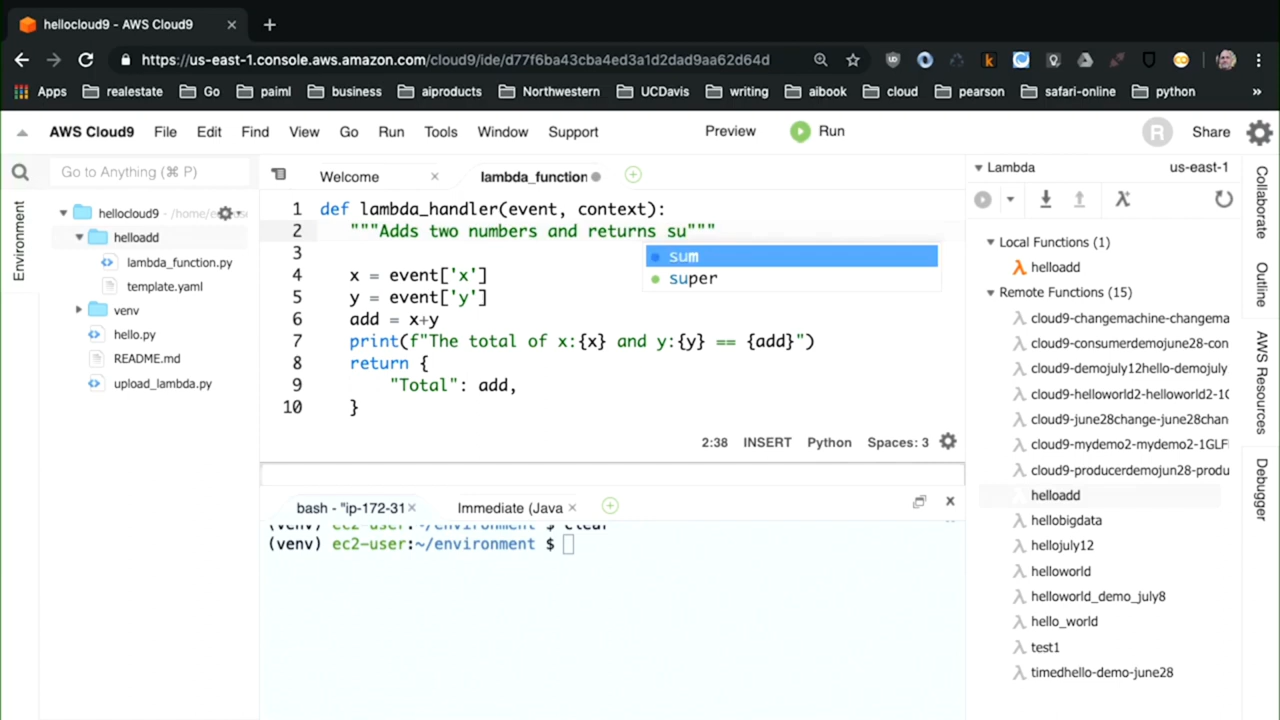 hellocloud9 - AWS Cloud9
https://us-east-1.console.aws.amazon.com/cloud9/ide/d77f6ba43cba4ed3a1d2dad9aa62d64d
Apps realestate Go paiml business aiproducts Northwestern UCDavis writing aibook cloud pearson safari-online python »
AWS Cloud9 File Edit Find View Go Run Tools Window Support Preview Run R Share
Go to Anything (⌘ P)
Welcome lambda_function
Lambda us-east-1
Environment
hellocloud9 - /home/
helloadd
lambda_function.py
template.yaml
venv
hello.py
README.md
upload_lambda.py
1 def lambda_handler(event, context):
2 """Adds two numbers and returns su"""
3
4 x = event['x']
5 y = event['y']
6 add = x+y
7 print(f"The total of x:{x} and y:{y} == {add}")
8 return {
9 "Total": add,
10 }
sum
super
2:38 INSERT Python Spaces: 3
bash - "ip-172-31 Immediate (Java
(venv) ec2-user:~/environment $ clear
(venv) ec2-user:~/environment $
Local Functions (1)
helloadd
Remote Functions (15)
cloud9-changemachine-changema
cloud9-consumerdemojune28-con
cloud9-demojuly12hello-demojuly
cloud9-helloworld2-helloworld2-1
cloud9-june28change-june28chan
cloud9-mydemo2-mydemo2-1GLF
cloud9-producerdemojun28-produ
helloadd
hellobigdata
hellojuly12
helloworld
helloworld_demo_july8
hello_world
test1
timedhello-demo-june28
Collaborate
Outline
AWS Resources
Debugger